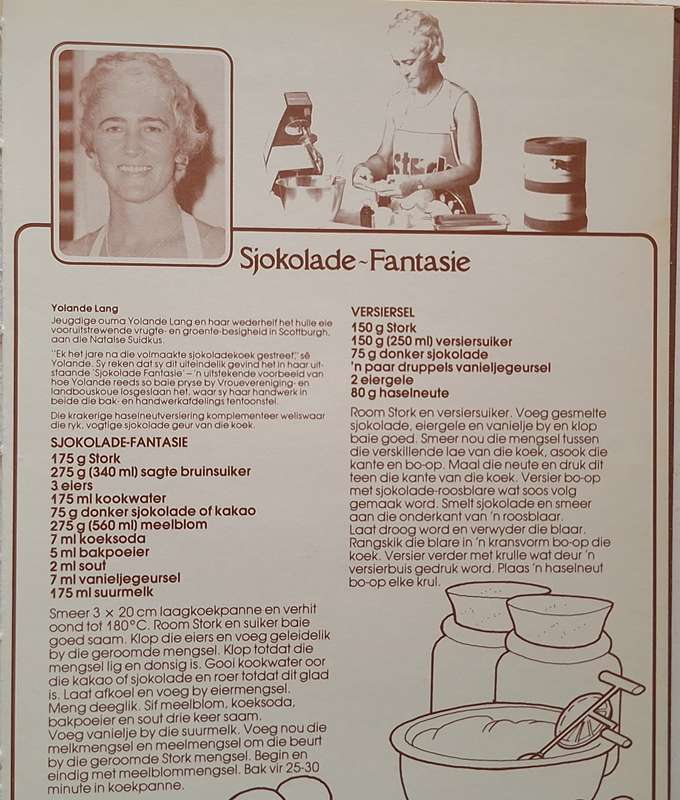 Sjokolade~Fantasie
Yolande Lang
Jeugdige ouma Yolande Lang en haar wederhelf het hulle eie
vooruitstrewende vrugte- en groente-besigheid in Scottburgh,
aan die Natalse Suidkus.
"Ek het jare na die volmaakte sjokoladekoek gestreef," sê
Yolande. Sy reken dat sy dit uiteindelik gevind het in haar uit-
staande 'Sjokolade Fantasie' – 'n uitstekende voorbeeld van
hoe Yolande reeds so baie pryse by Vrouevereniging- en
landboukoue losgeslaan het, waar sy haar handwerk in
beide die bak- en handwerkafdelings tentoonstel.
Die krakerige haselneutversiering komplementeer weliswaar
die ryk, vogtige sjokolade geur van die koek.
SJOKOLADE-FANTASIE
175 g Stork
275 g (340 ml) sagte bruinsuiker
3 eiers
175 ml kookwater
75 g donker sjokolade of kakao
275 g (560 ml) meelblom
7 ml koeksoda
5 ml bakpoeier
2 ml sout
7 ml vanieljegeursel
175 ml suurmelk
Smeer 3 × 20 cm laagkoekpanne en verhit
oond tot 180°C. Room Stork en suiker baie
goed saam. Klop die eiers en voeg geleidelik
by die geroomde mengsel. Klop totdat die
mengsel lig en donsig is. Gooi kookwater oor
die kakao of sjokolade en roer totdat dit glad
is. Laat afkoel en voeg by eiermengsel.
Meng deeglik. Sif meelblom, koeksoda,
bakpoeier en sout drie keer saam.
Voeg vanielje by die suurmelk. Voeg nou die
melkmengsel en meelmengsel om die beurt
by die geroomde Stork mengsel. Begin en
eindig met meelblommengsel. Bak vir 25-30
minute in koekpanne.
VERSIERSEL
150 g Stork
150 g (250 ml) versiersuiker
75 g donker sjokolade
'n paar druppels vanieljegeursel
2 eiergele
80 g haselneute
Room Stork en versiersuiker. Voeg gesmelte
sjokolade, eiergele en vanielje by en klop
baie goed. Smeer nou die mengsel tussen
die verskillende lae van die koek, asook die
kante en bo-op. Maal die neute en druk dit
teen die kante van die koek. Versier bo-op
met sjokolade-roosblare wat soos volg
gemaak word. Smelt sjokolade en smeer
aan die onderkant van 'n roosblaar.
Laat droog word en verwyder die blaar.
Rangskik die blare in 'n kransvorm bo-op die
koek. Versier verder met krulle wat deur 'n
versierbuis gedruk word. Plaas 'n haselneut
bo-op elke krul.